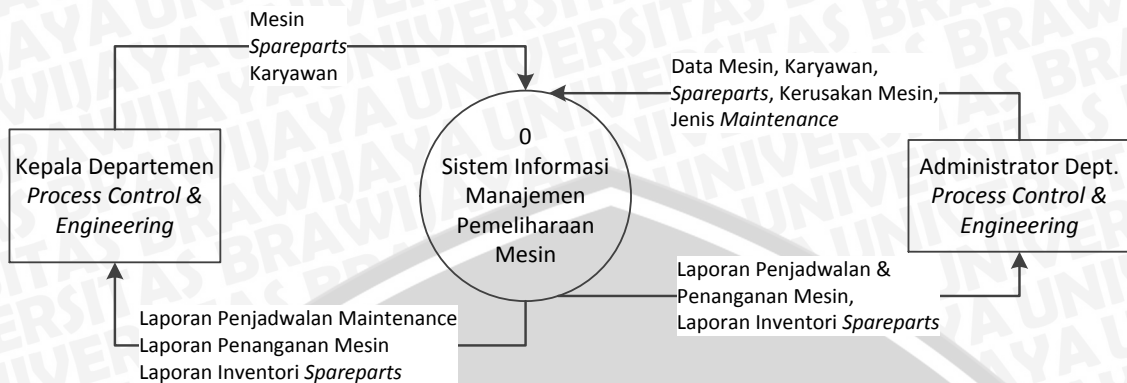 Mesin
Spareparts
Karyawan
Data Mesin, Karyawan,
Spareparts, Kerusakan Mesin,
Jenis Maintenance
Kepala Departemen
Process Control &
Engineering
0
Sistem Informasi
Manajemen
Pemeliharaan
Mesin
Administrator Dept.
Process Control &
Engineering
Laporan Penjadwalan Maintenance
Laporan Penanganan Mesin
Laporan Inventori Spareparts
Laporan Penjadwalan &
Penanganan Mesin,
Laporan Inventori Spareparts
UNIVERSITAS BRAWIJAYA